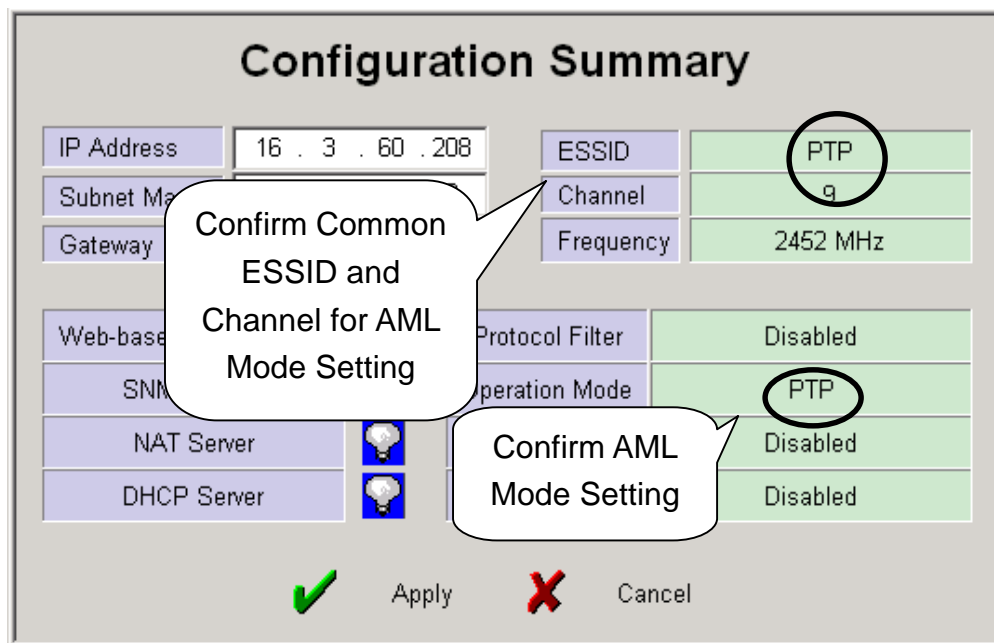 Configuration Summary
IP Address 16 . 3 . 60 . 208 ESSID PTP
Subnet Ma Channel 9
Gateway Frequency 2452 MHz
Confirm Common
ESSID and
Channel for AML
Mode Setting
Web-base Protocol Filter Disabled
SNM Operation Mode PTP
NAT Server Disabled
DHCP Server Disabled
Confirm AML
Mode Setting
Apply Cancel